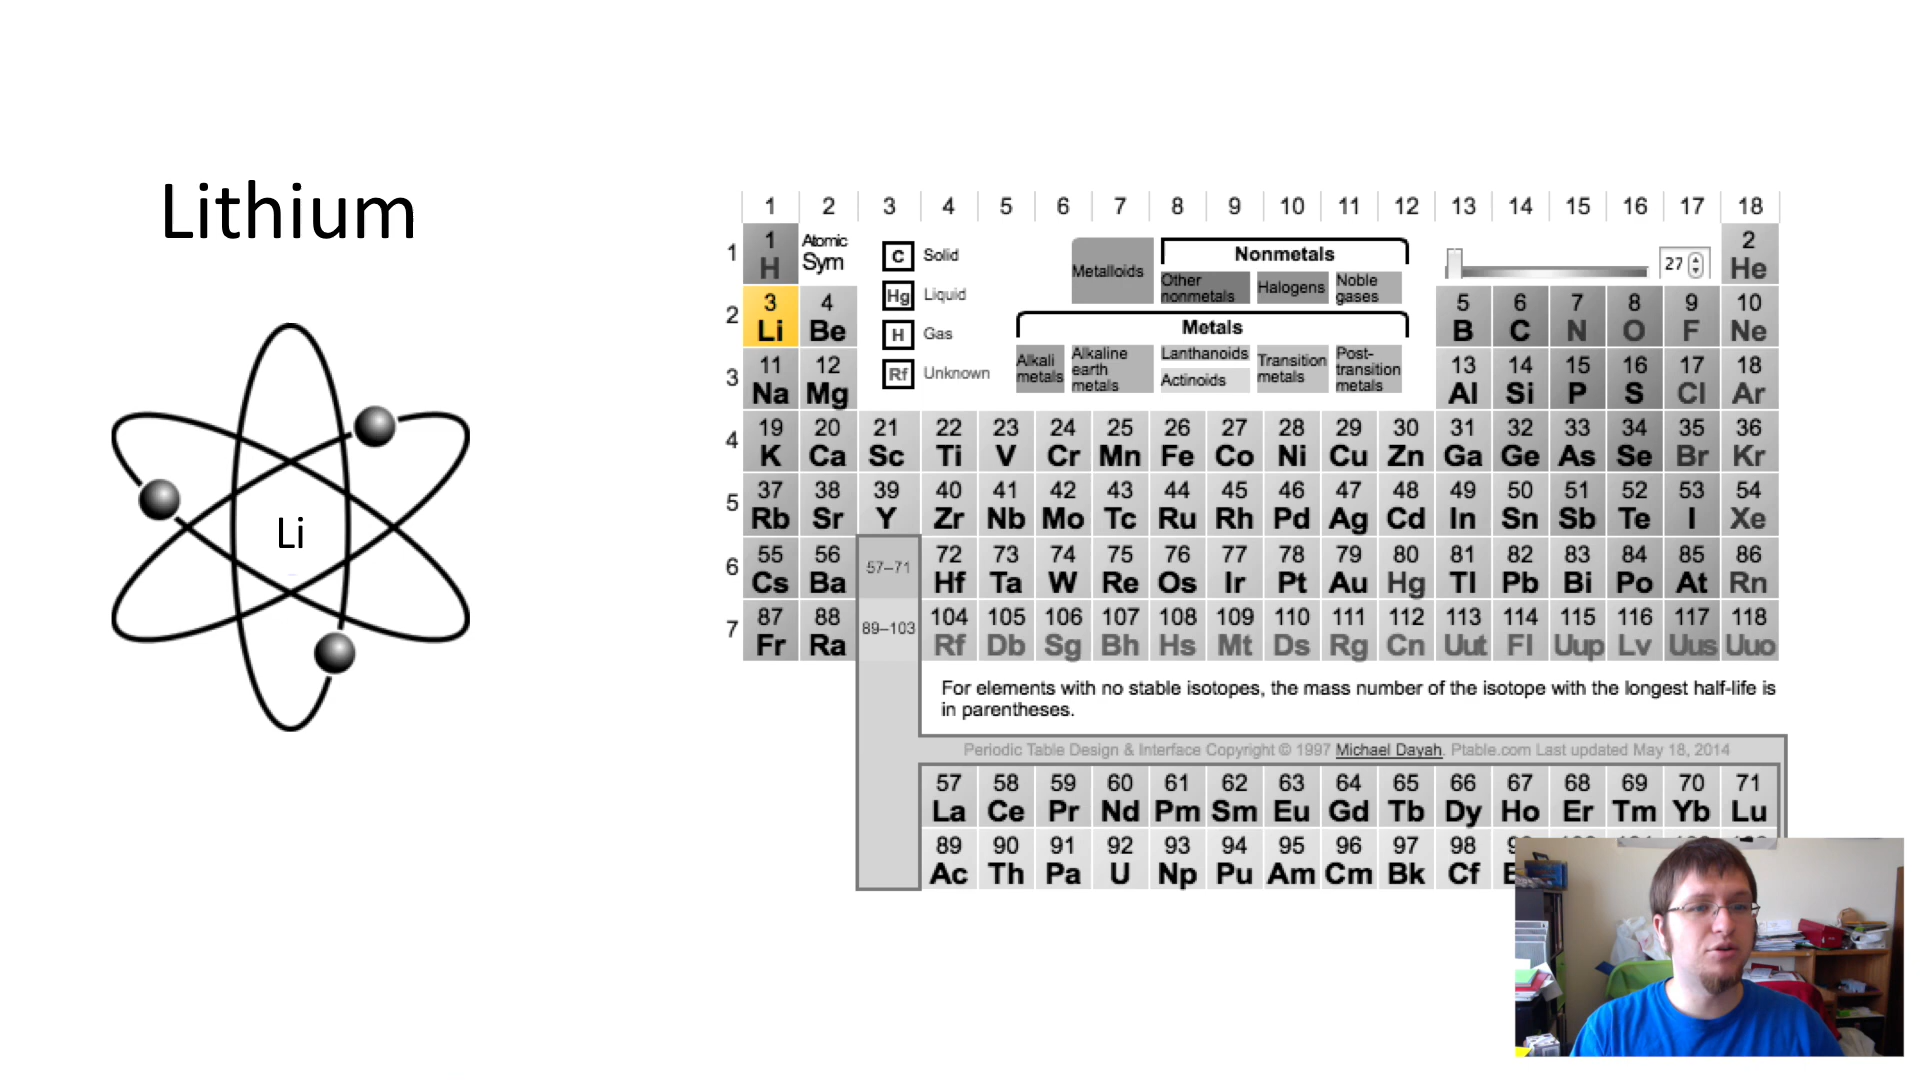 Lithium
Li
1 2 3 4 5 6 7 8 9 10 11 12 13 14 15 16 17 18
1 2 3 4 5 6 7
Atomic
Sym
C Solid
Hg Liquid
H Gas
Rf Unknown
Metalloids
Nonmetals
Other
nonmetals
Halogens
Noble
gases
Metals
Alkali
metals
Alkaline
earth
metals
Lanthanoids
Actinoids
Transition
metals
Post-
transition
metals
27
1 2
H He
3 4 5 6 7 8 9 10
Li Be B C N O F Ne
11 12 13 14 15 16 17 18
Na Mg Al Si P S Cl Ar
19 20 21 22 23 24 25 26 27 28 29 30 31 32 33 34 35 36
K Ca Sc Ti V Cr Mn Fe Co Ni Cu Zn Ga Ge As Se Br Kr
37 38 39 40 41 42 43 44 45 46 47 48 49 50 51 52 53 54
Rb Sr Y Zr Nb Mo Tc Ru Rh Pd Ag Cd In Sn Sb Te I Xe
55 56 57–71 72 73 74 75 76 77 78 79 80 81 82 83 84 85 86
Cs Ba Hf Ta W Re Os Ir Pt Au Hg Tl Pb Bi Po At Rn
87 88 89–103 104 105 106 107 108 109 110 111 112 113 114 115 116 117 118
Fr Ra Rf Db Sg Bh Hs Mt Ds Rg Cn Uut Fl Uup Lv Uus Uuo
For elements with no stable isotopes, the mass number of the isotope with the longest half-life is
in parentheses.
Periodic Table Design & Interface Copyright © 1997 Michael Dayah. Ptable.com Last updated May 18, 2014
57 58 59 60 61 62 63 64 65 66 67 68 69 70 71
La Ce Pr Nd Pm Sm Eu Gd Tb Dy Ho Er Tm Yb Lu
89 90 91 92 93 94 95 96 97 98
Ac Th Pa U Np Pu Am Cm Bk Cf